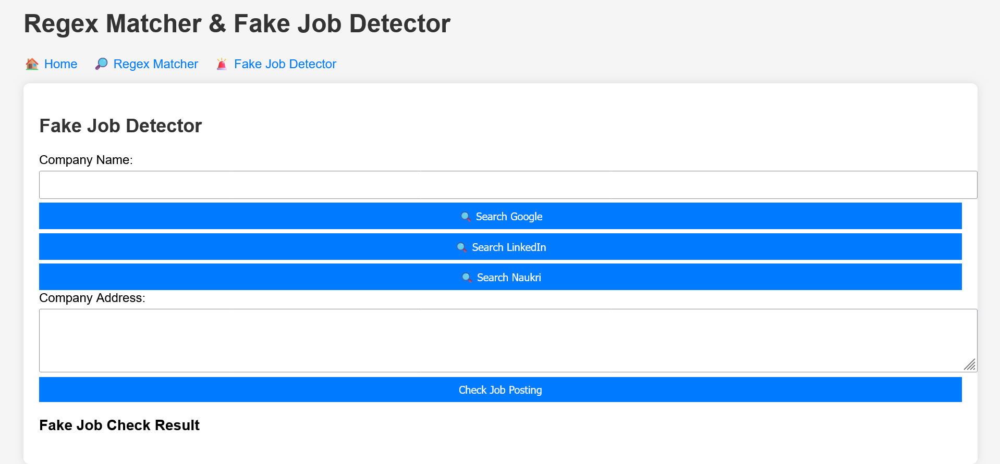 Regex Matcher & Fake Job Detector
Home Regex Matcher Fake Job Detector
Fake Job Detector
Company Name:
Search Google
Search LinkedIn
Search Naukri
Company Address:
Check Job Posting
Fake Job Check Result